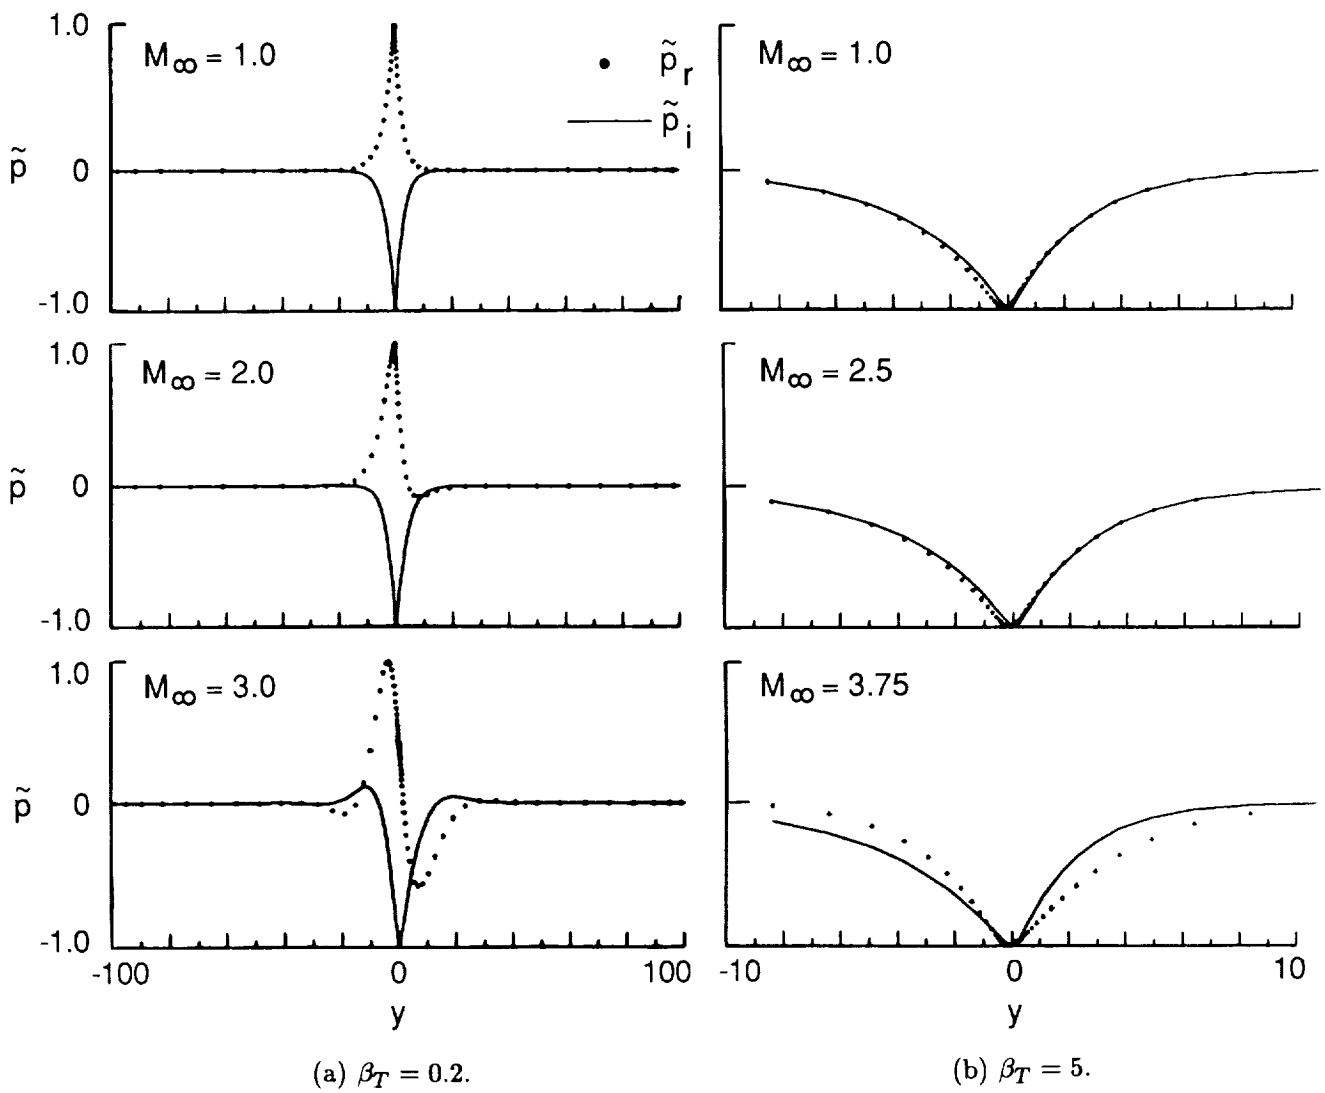 1.0
M∞ = 1.0
p̃ 0
-1.0
p̃r
p̃i
M∞ = 1.0
1.0
M∞ = 2.0
p̃ 0
-1.0
M∞ = 2.5
1.0
M∞ = 3.0
p̃ 0
-1.0
-100 0 100
y
M∞ = 3.75
-10 0 10
y
(a) βT = 0.2.
(b) βT = 5.